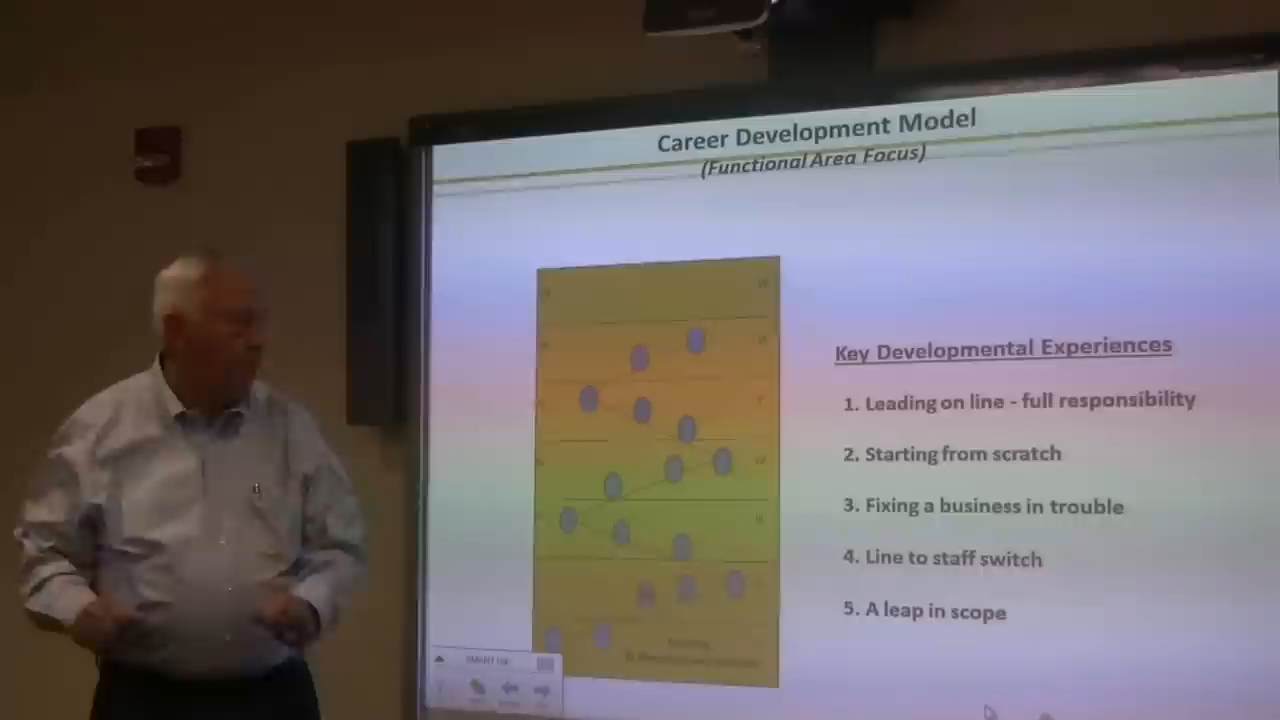 Career Development Model
(Functional Area Focus)
Key Developmental Experiences
1. Leading on line - full responsibility
2. Starting from scratch
3. Fixing a business in trouble
4. Line to staff switch
5. A leap in scope